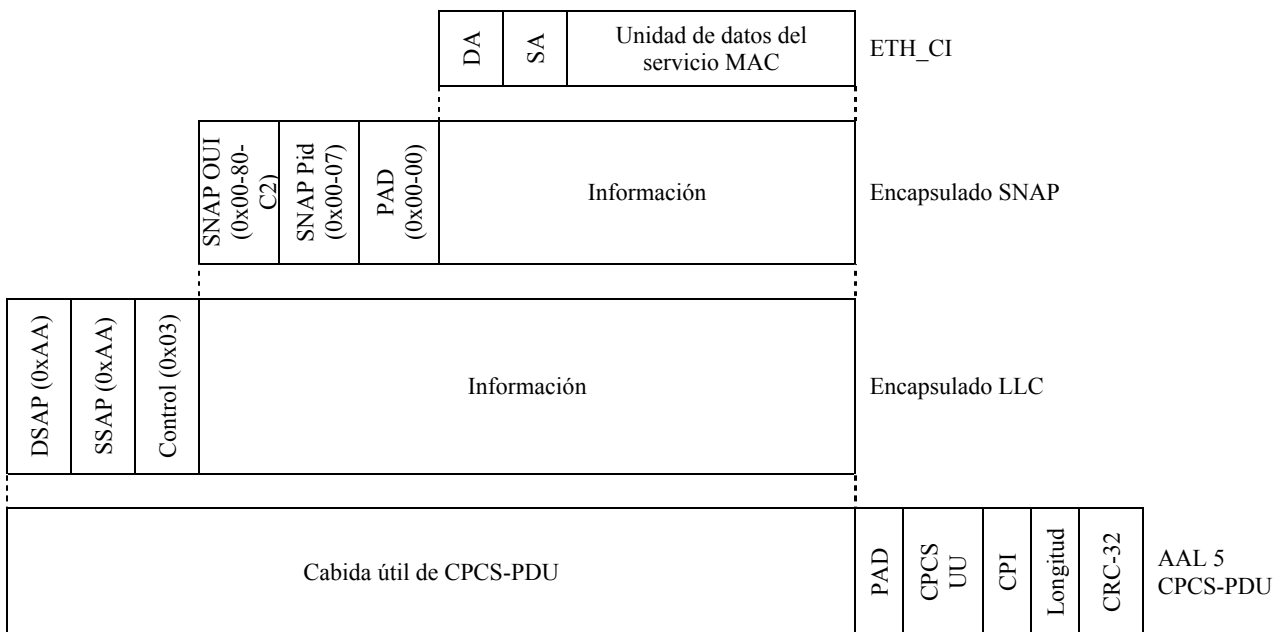 DA
SA
Unidad de datos del
servicio MAC
ETH_CI
SNAP OUI
(0x00-80-
C2)
SNAP Pid
(0x00-07)
PAD
(0x00-00)
Información
Encapsulado SNAP
DSAP (0xAA)
SSAP (0xAA)
Control (0x03)
Información
Encapsulado LLC
Cabida útil de CPCS-PDU
PAD
CPCS
UU
CPI
Longitud
CRC-32
AAL 5
CPCS-PDU